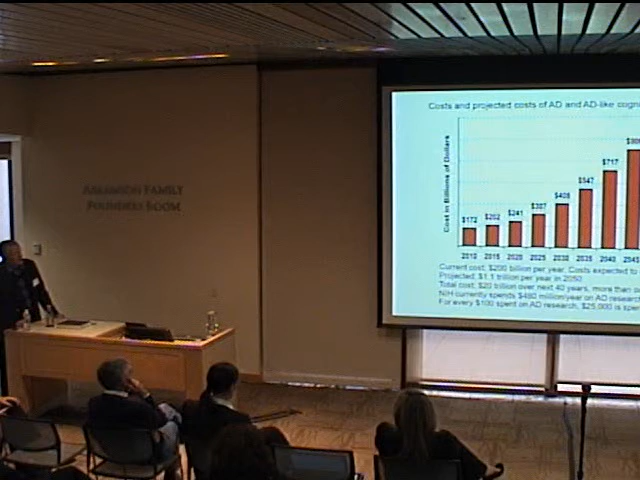 Costs and projected costs of AD and AD-like cogni
Cost in Billions of Dollars
$172 $202 $241 $307 $408 $547 $717 $906
2010 2015 2020 2025 2030 2035 2040 2045
Current cost: $200 billion per year. Costs expected to
Projected: $1.1 trillion per year in 2050
Total cost: $20 trillion over next 40 years, more than
NIH currently spends $480 million/year on AD research
For every $100 spent on AD research, $25,000 is spen
Abramson Family
Founders Room